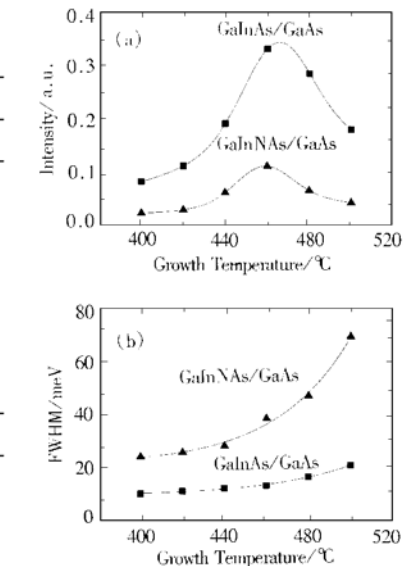 0.4
(a)
GaInAs/GaAs
0.3
0.2
GaInNAs/GaAs
0.1
0.0
Intensity/a.u.
400 440 480 520
Growth Temperature/℃
80
(b)
60
GaInNAs/GaAs
40
GaInAs/GaAs
20
0
FWHM/meV
400 440 480 520
Growth Temperature/℃